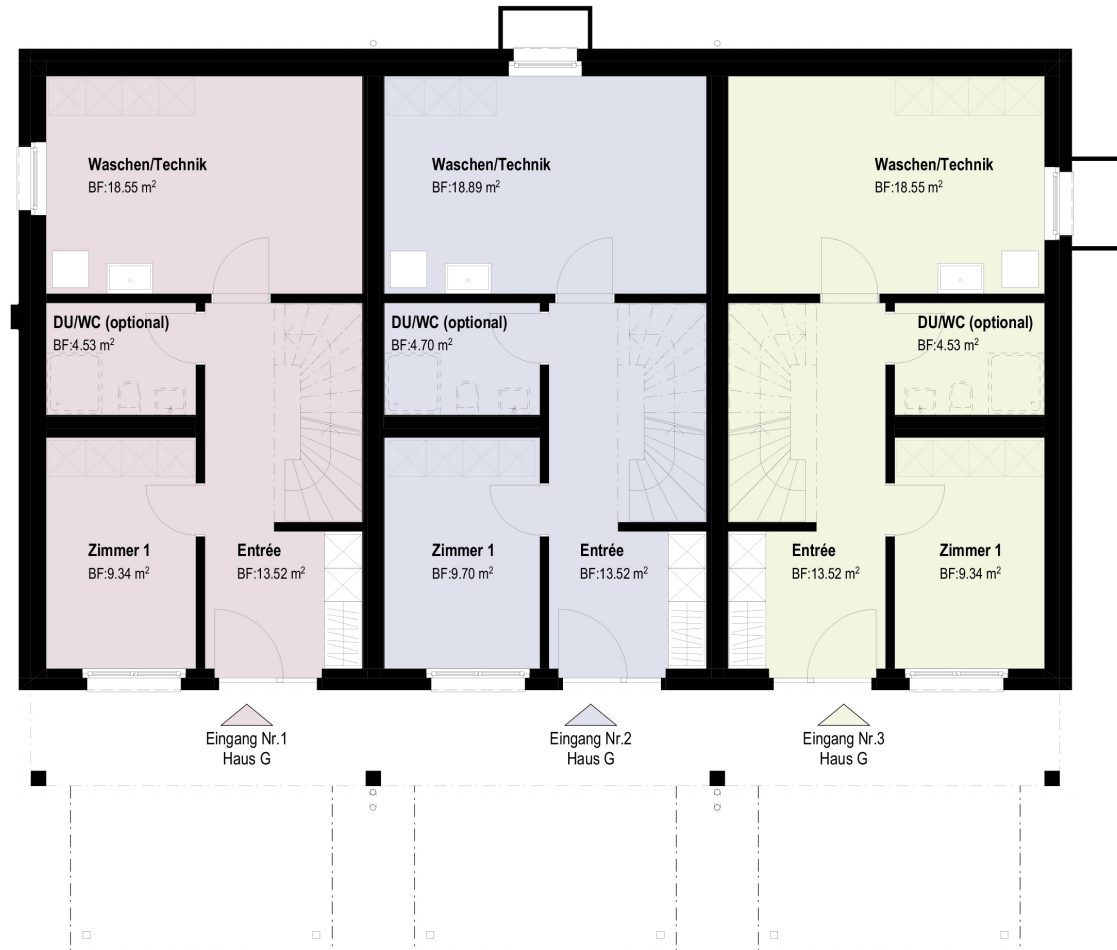 Waschen/Technik
BF:18.55 m²
Waschen/Technik
BF:18.89 m²
Waschen/Technik
BF:18.55 m²
DU/WC (optional)
BF:4.53 m²
DU/WC (optional)
BF:4.70 m²
DU/WC (optional)
BF:4.53 m²
Zimmer 1
BF:9.34 m²
Entrée
BF:13.52 m²
Zimmer 1
BF:9.70 m²
Entrée
BF:13.52 m²
Entrée
BF:13.52 m²
Zimmer 1
BF:9.34 m²
Eingang Nr.1
Haus G
Eingang Nr.2
Haus G
Eingang Nr.3
Haus G